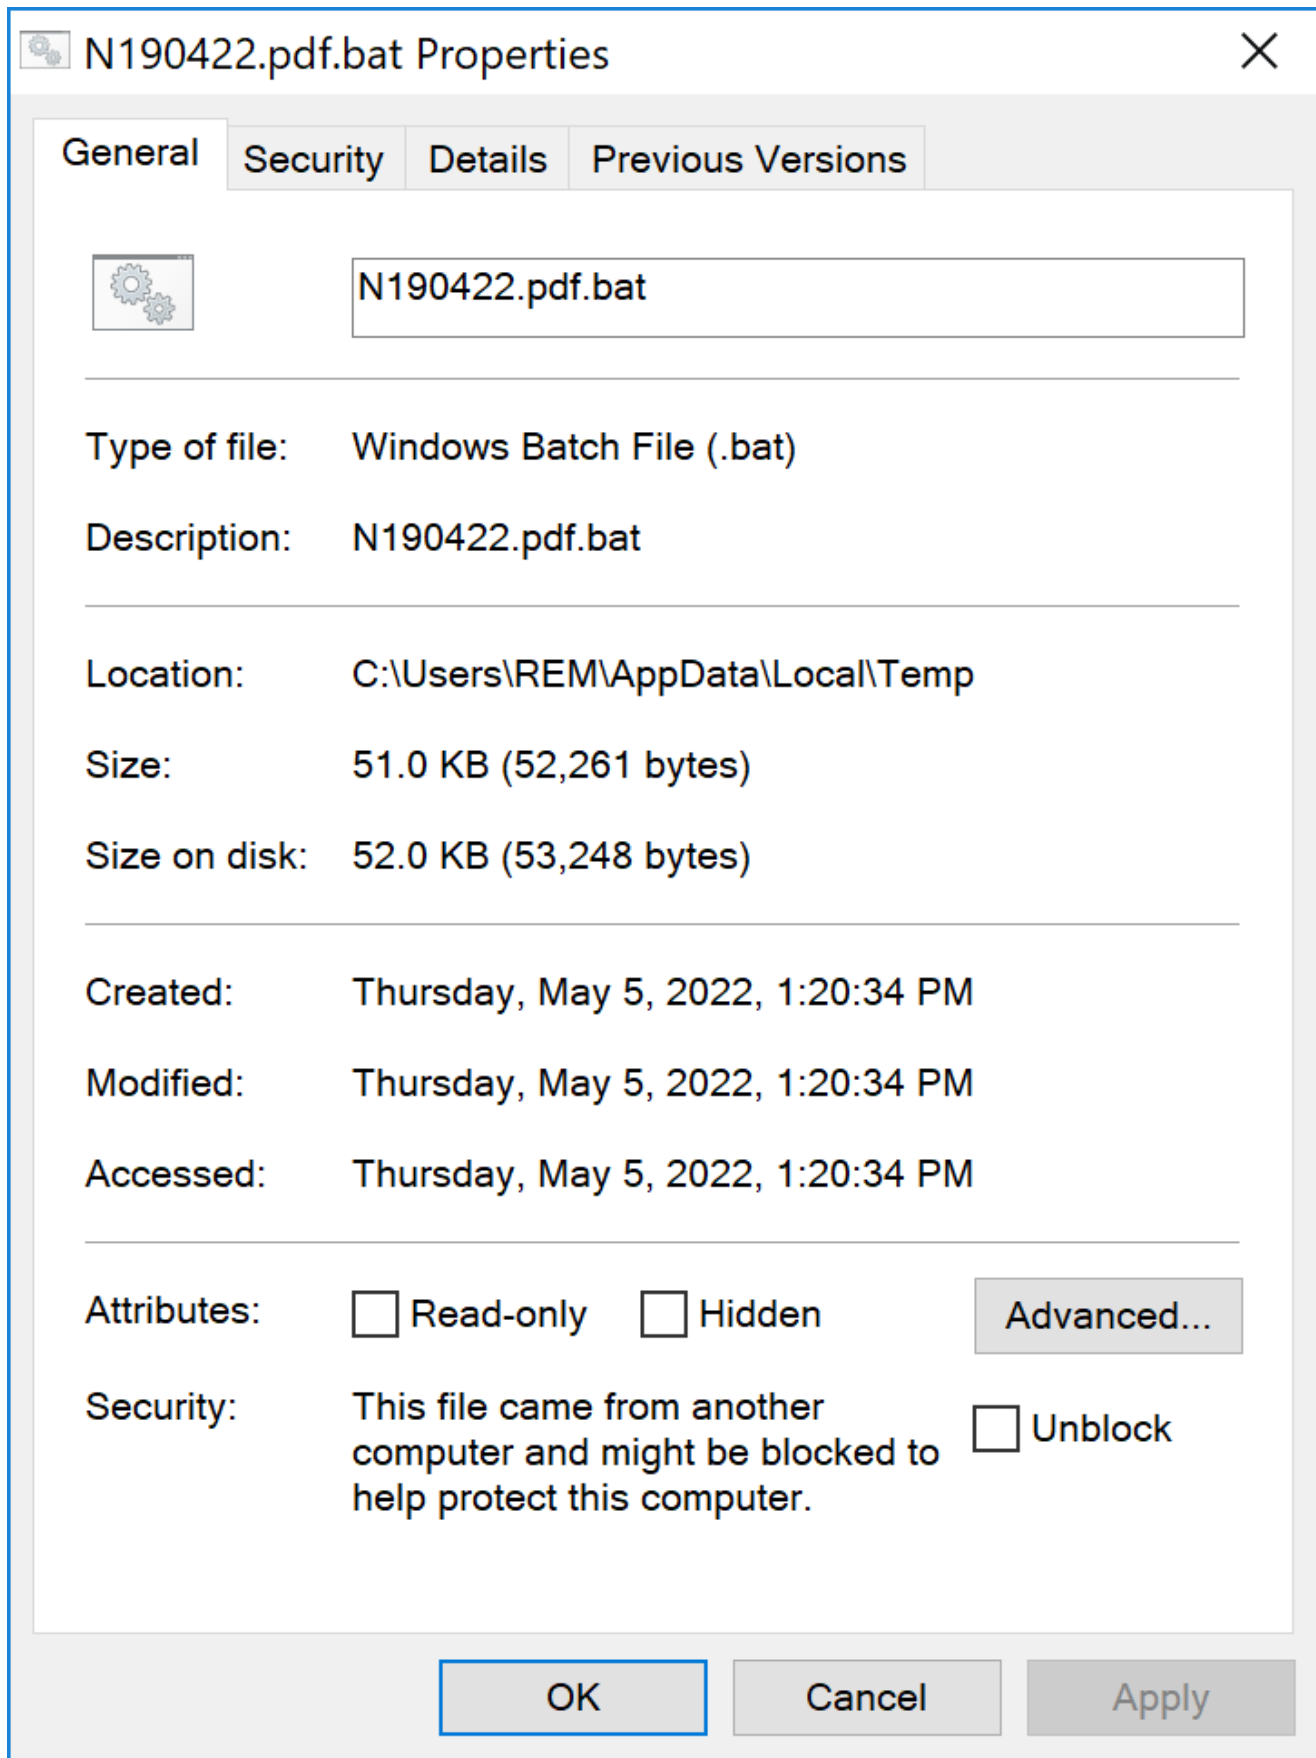 N190422.pdf.bat Properties
General Security Details Previous Versions
N190422.pdf.bat
Type of file: Windows Batch File (.bat)
Description: N190422.pdf.bat
Location: C:\Users\REM\AppData\Local\Temp
Size: 51.0 KB (52,261 bytes)
Size on disk: 52.0 KB (53,248 bytes)
Created: Thursday, May 5, 2022, 1:20:34 PM
Modified: Thursday, May 5, 2022, 1:20:34 PM
Accessed: Thursday, May 5, 2022, 1:20:34 PM
Attributes: Read-only Hidden Advanced...
Security: This file came from another
computer and might be blocked to
help protect this computer.
Unblock
OK Cancel Apply